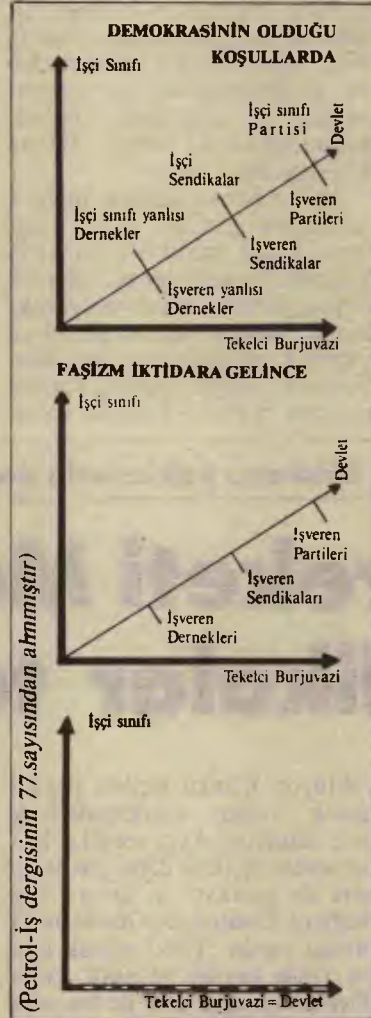 DEMOKRASİNİN OLDUĞU
KOŞULLARDA
İşçi Sınıfı
İşçi sınıfı
Partisi
Devlet
İşçi
Sendikalar
İşveren
Partileri
İşçi sınıfı yanlısı
Dernekler
İşveren
Sendikalar
İşveren yanlısı
Dernekler
Tekelci Burjuvazi
FAŞİZM İKTİDARA GELİNCE
İşçi sınıfı
Devlet
İşveren
Partileri
İşveren
Sendikaları
İşveren
Dernekleri
Tekelci Burjuvazi
İşçi sınıfı
Tekelci Burjuvazi = Devlet
(Petrol-İş dergisinin 77.sayısından alınmıştır)